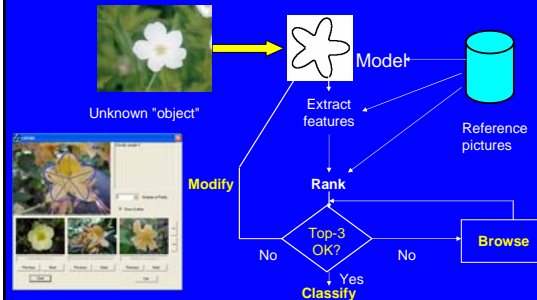 Model
Unknown "object"
Extract
features
Reference
pictures
Modify
Rank
Top-3
OK?
No
No
Browse
Yes
Classify